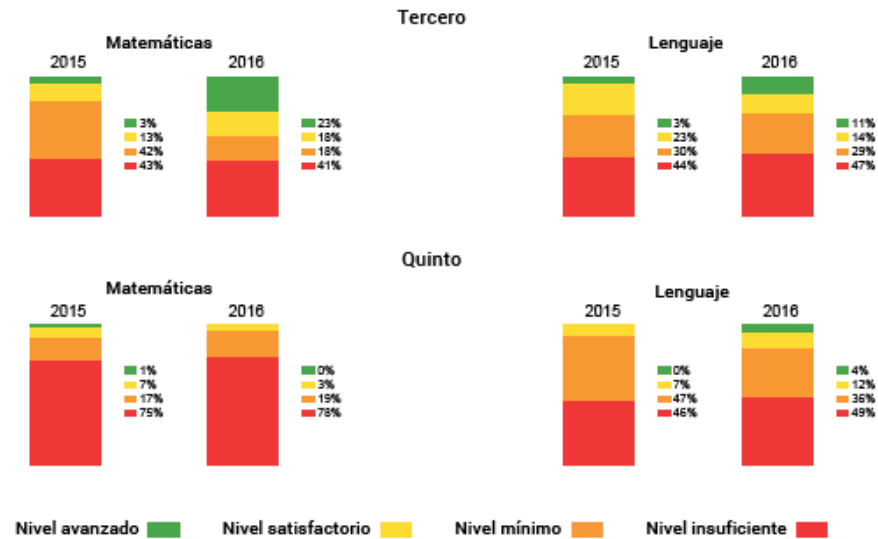 Tercero
Matemáticas
Lenguaje
2015 2016 2015 2016
3% 23% 3% 11%
13% 18% 23% 14%
42% 18% 30% 29%
43% 41% 44% 47%
Quinto
Matemáticas
Lenguaje
2015 2016 2015 2016
1% 0% 0% 4%
7% 3% 7% 12%
17% 19% 47% 36%
75% 78% 46% 49%
Nivel avanzado Nivel satisfactorio Nivel mínimo Nivel insuficiente